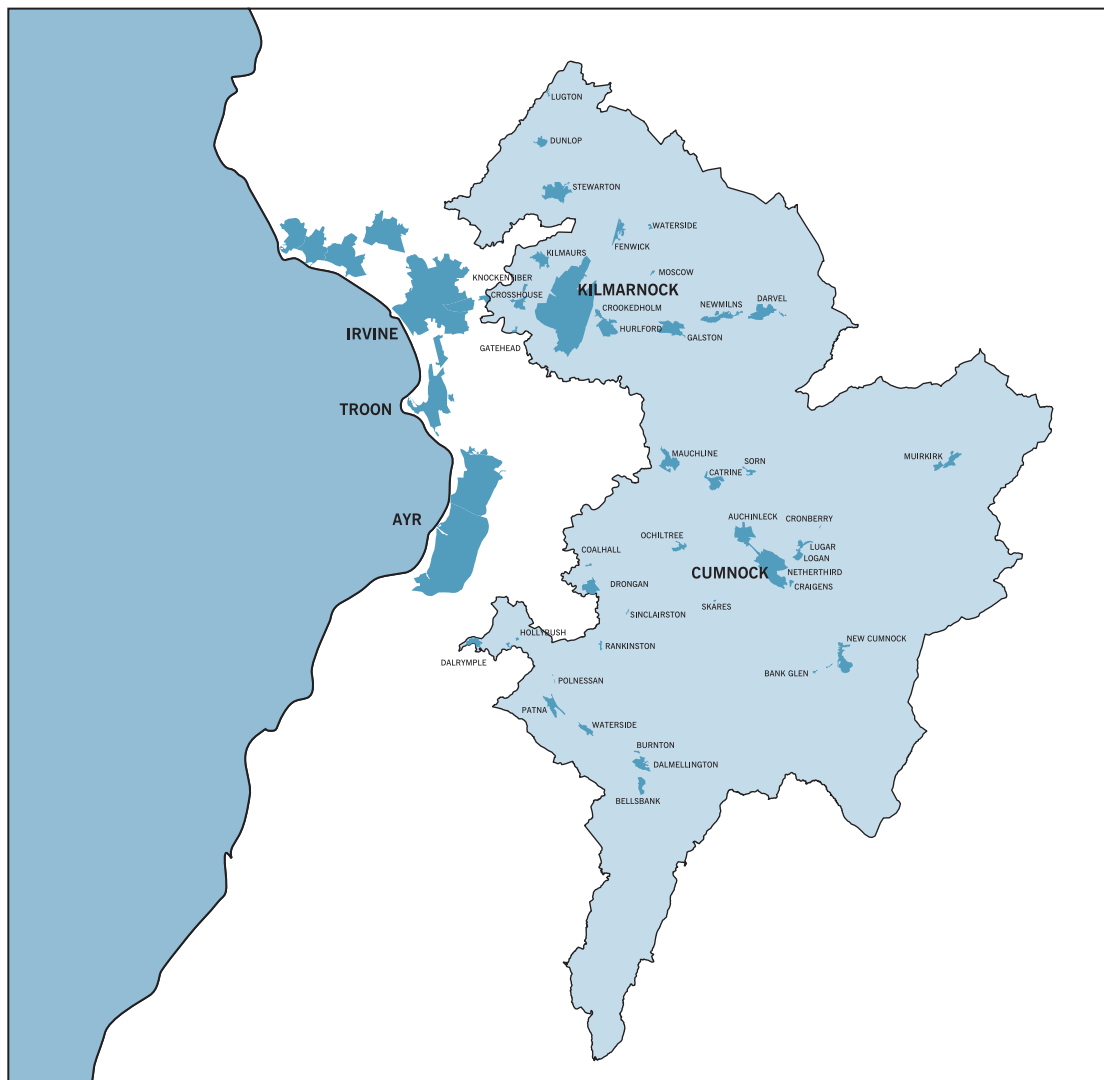 LUGTON
DUNLOP
STEWARTON
WATERSIDE
FENWICK
KILMAURS
MOSCOW
KNOCKENTIBER
CROSSHOUSE
KILMARNOCK
NEWMILNS
DARVEL
CROOKEDHOLM
HURLFORD
IRVINE
GALSTON
GATEHEAD
TROON
MAUCHLINE
SORN
MUIRKIRK
CATRINE
AYR
AUCHINLECK
CRONBERRY
OCHILTREE
COALHALL
LUGAR
LOGAN
CUMNOCK
NETHERTHIRD
DRONGAN
CRAIGENS
SKARES
SINCLAIRSTON
HOLLYBUSH
NEW CUMNOCK
RANKINSTON
DALRYMPLE
BANK GLEN
POLNESSAN
PATNA
WATERSIDE
BURNTON
DALMELLINGTON
BELLSBANK